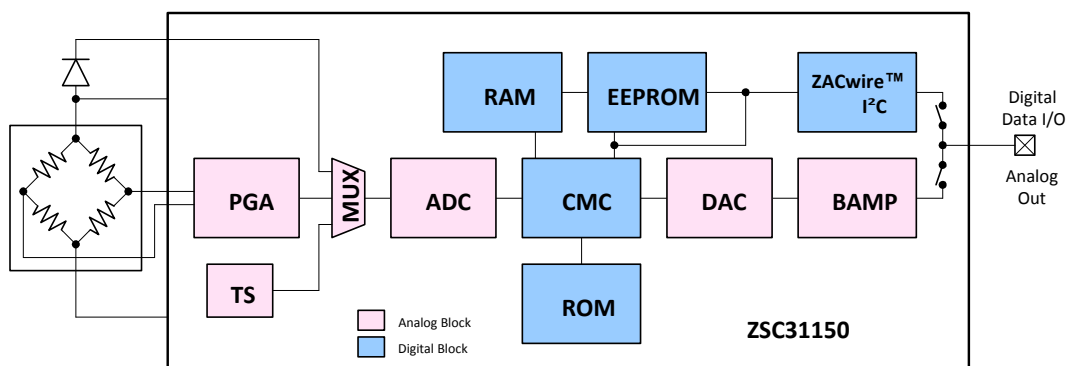 RAM
EEPROM
ZACwire™
I²C
Digital
Data I/O
Analog
Out
PGA
MUX
ADC
CMC
DAC
BAMP
TS
ROM
Analog Block
Digital Block
ZSC31150